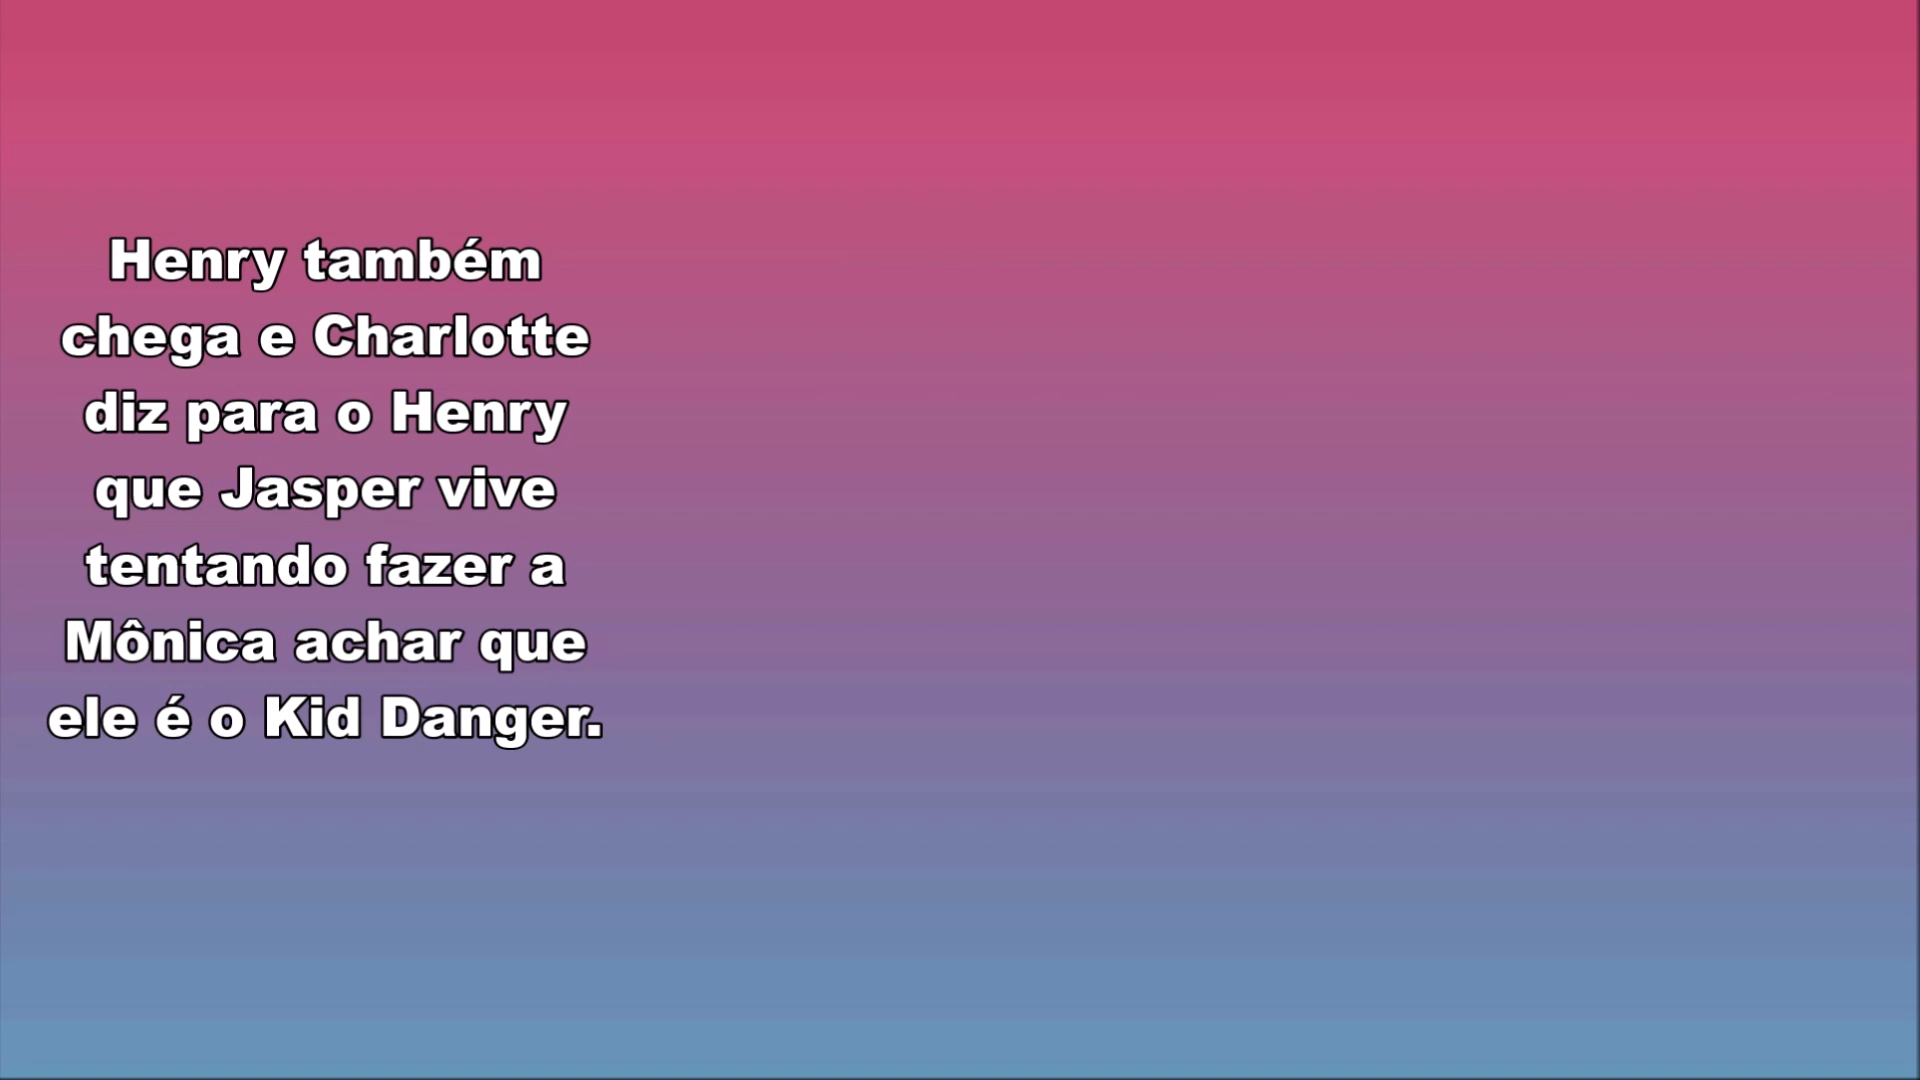 Henry também
chega e Charlotte
diz para o Henry
que Jasper vive
tentando fazer a
Mônica achar que
ele é o Kid Danger.